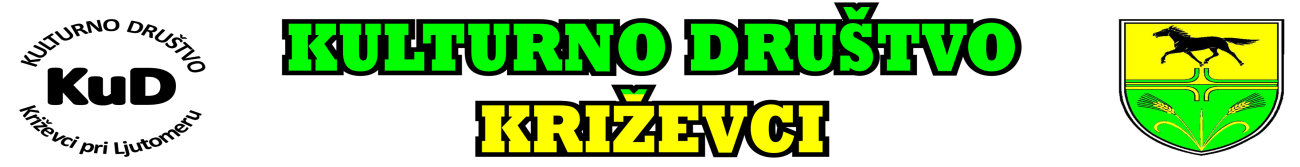 KULTURNO DRUŠTVO
KuD
Križevci pri Ljutomeru
KULTURNO DRUŠTVO
KRIŽEVCI